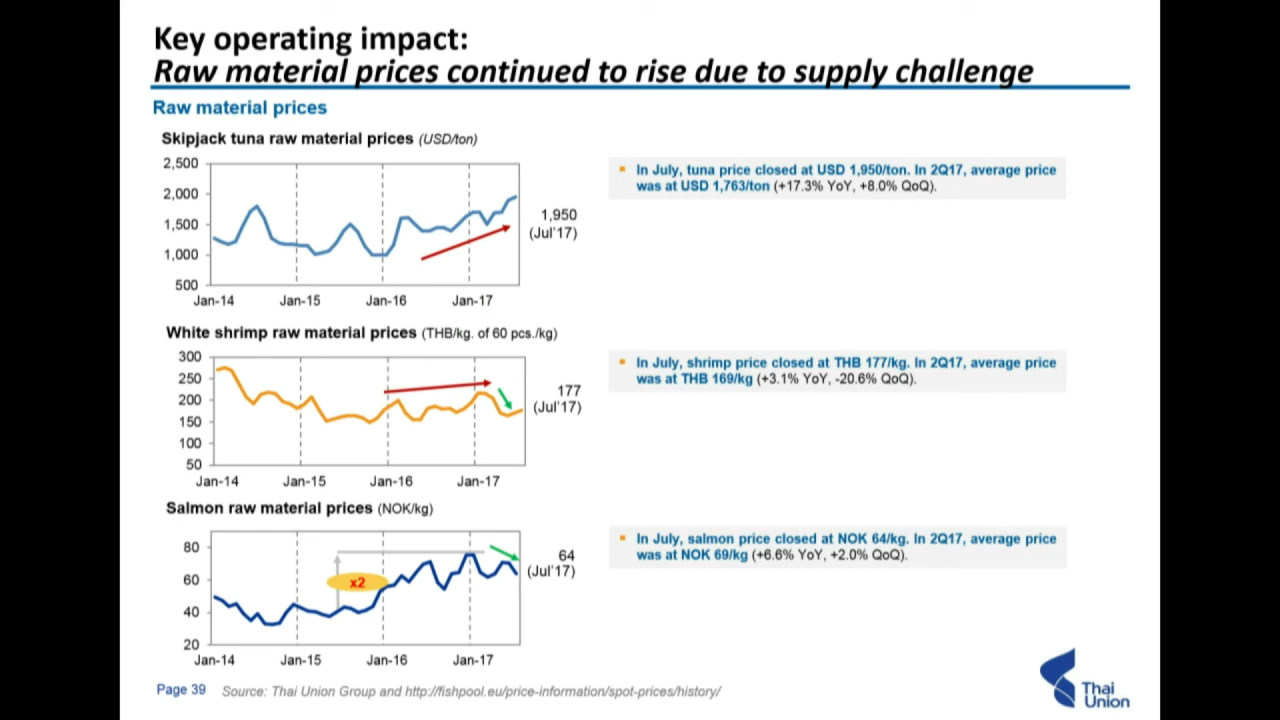 Key operating impact:
Raw material prices continued to rise due to supply challenge
Raw material prices
Skipjack tuna raw material prices (USD/ton)
2,500
2,000
1,500
1,000
500
Jan-14 Jan-15 Jan-16 Jan-17
1,950
(Jul'17)
▪ In July, tuna price closed at USD 1,950/ton. In 2Q17, average price
was at USD 1,763/ton (+17.3% YoY, +8.0% QoQ).
White shrimp raw material prices (THB/kg. of 60 pcs./kg)
300
250
200
150
100
50
Jan-14 Jan-15 Jan-16 Jan-17
177
(Jul'17)
▪ In July, shrimp price closed at THB 177/kg. In 2Q17, average price
was at THB 169/kg (+3.1% YoY, -20.6% QoQ).
Salmon raw material prices (NOK/kg)
80
60
40
20
x2
Jan-14 Jan-15 Jan-16 Jan-17
64
(Jul'17)
▪ In July, salmon price closed at NOK 64/kg. In 2Q17, average price
was at NOK 69/kg (+6.6% YoY, +2.0% QoQ).
Page 39 Source: Thai Union Group and http://fishpool.eu/price-information/spot-prices/history/
Thai
Union